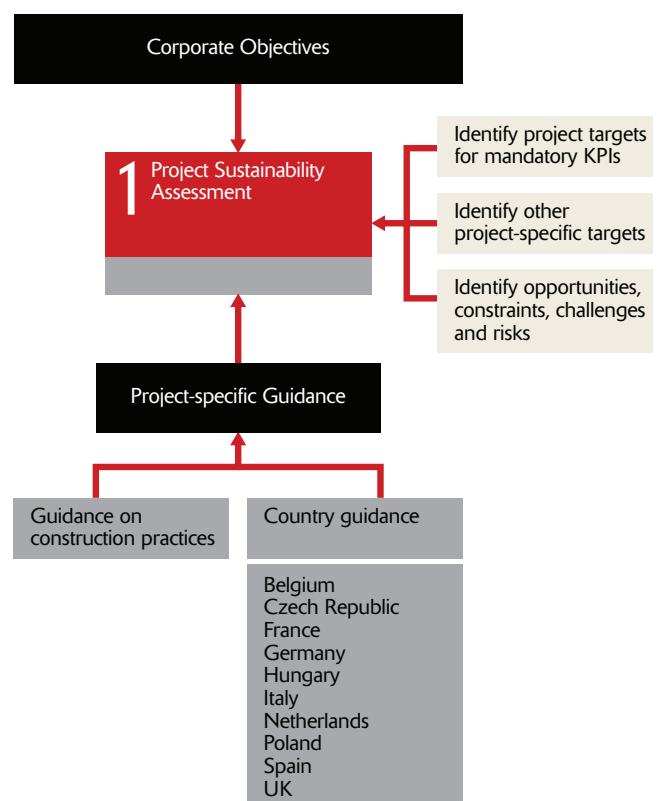 Corporate Objectives
1 Project Sustainability
Assessment
Identify project targets
for mandatory KPIs
Identify other
project-specific targets
Identify opportunities,
constraints, challenges
and risks
Project-specific Guidance
Guidance on
construction practices
Country guidance
Belgium
Czech Republic
France
Germany
Hungary
Italy
Netherlands
Poland
Spain
UK